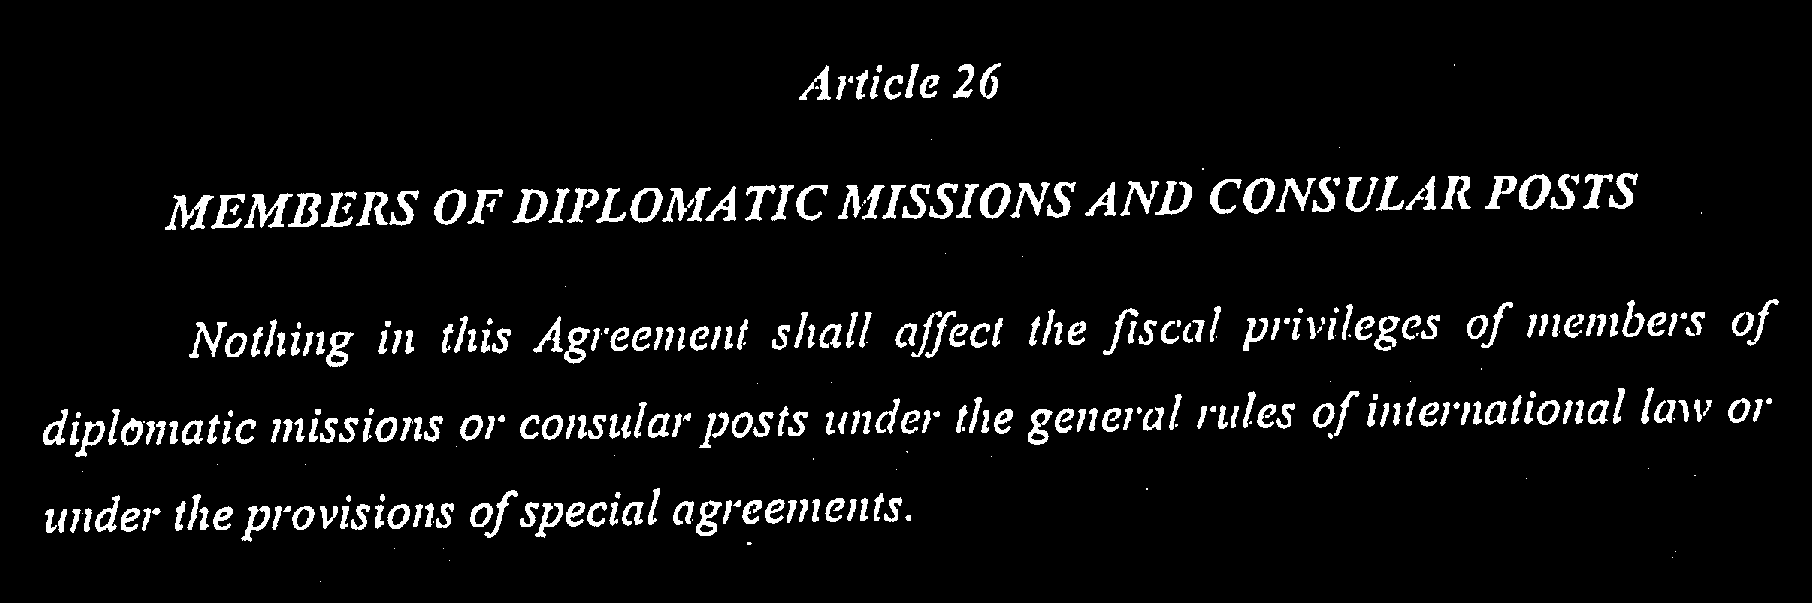 Article 26
MEMBERS OF DIPLOMATIC MISSIONS AND CONSULAR POSTS
Nothing in this Agreement shall affect the fiscal privileges of members of
diplomatic missions or consular posts under the general rules of international law or
under the provisions of special agreements.